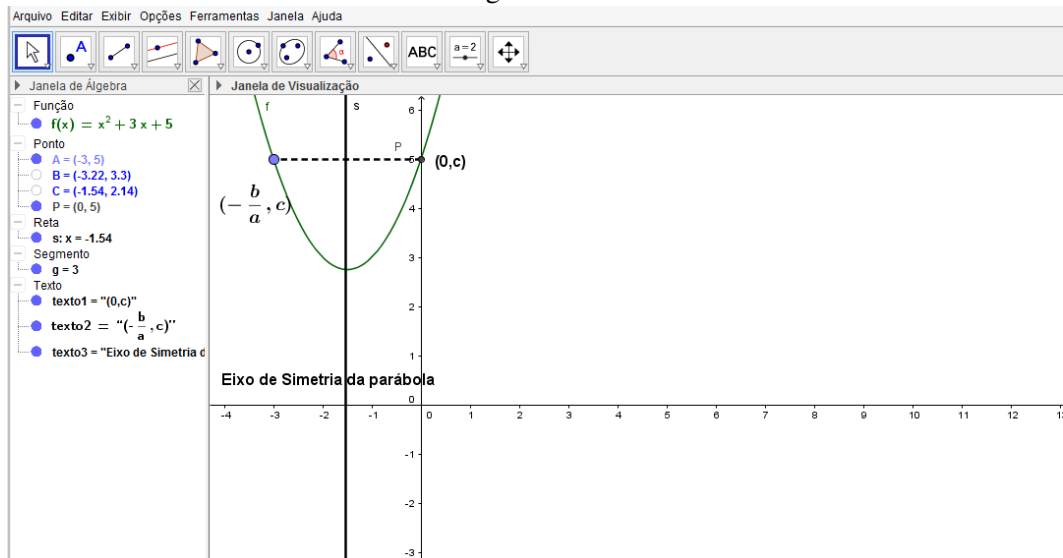 Arquivo Editar Exibir Opções Ferramentas Janela Ajuda
A
α
ABC
a=2
Janela de Álgebra
Janela de Visualização
Função
f(x) = x² + 3 x + 5
Ponto
A = (-3, 5)
B = (-3.22, 3.3)
C = (-1.54, 2.14)
P = (0, 5)
Reta
s: x = -1.54
Segmento
g = 3
Texto
texto1 = "(0,c)"
texto2 = “(-b/a,c)”
texto3 = "Eixo de Simetria d
f
s
P
(0,c)
(−b/a, c)
Eixo de Simetria da parábola
6
5
4
3
2
1
0
-1
-2
-3
-4 -3 -2 -1 0 1 2 3 4 5 6 7 8 9 10 11 12